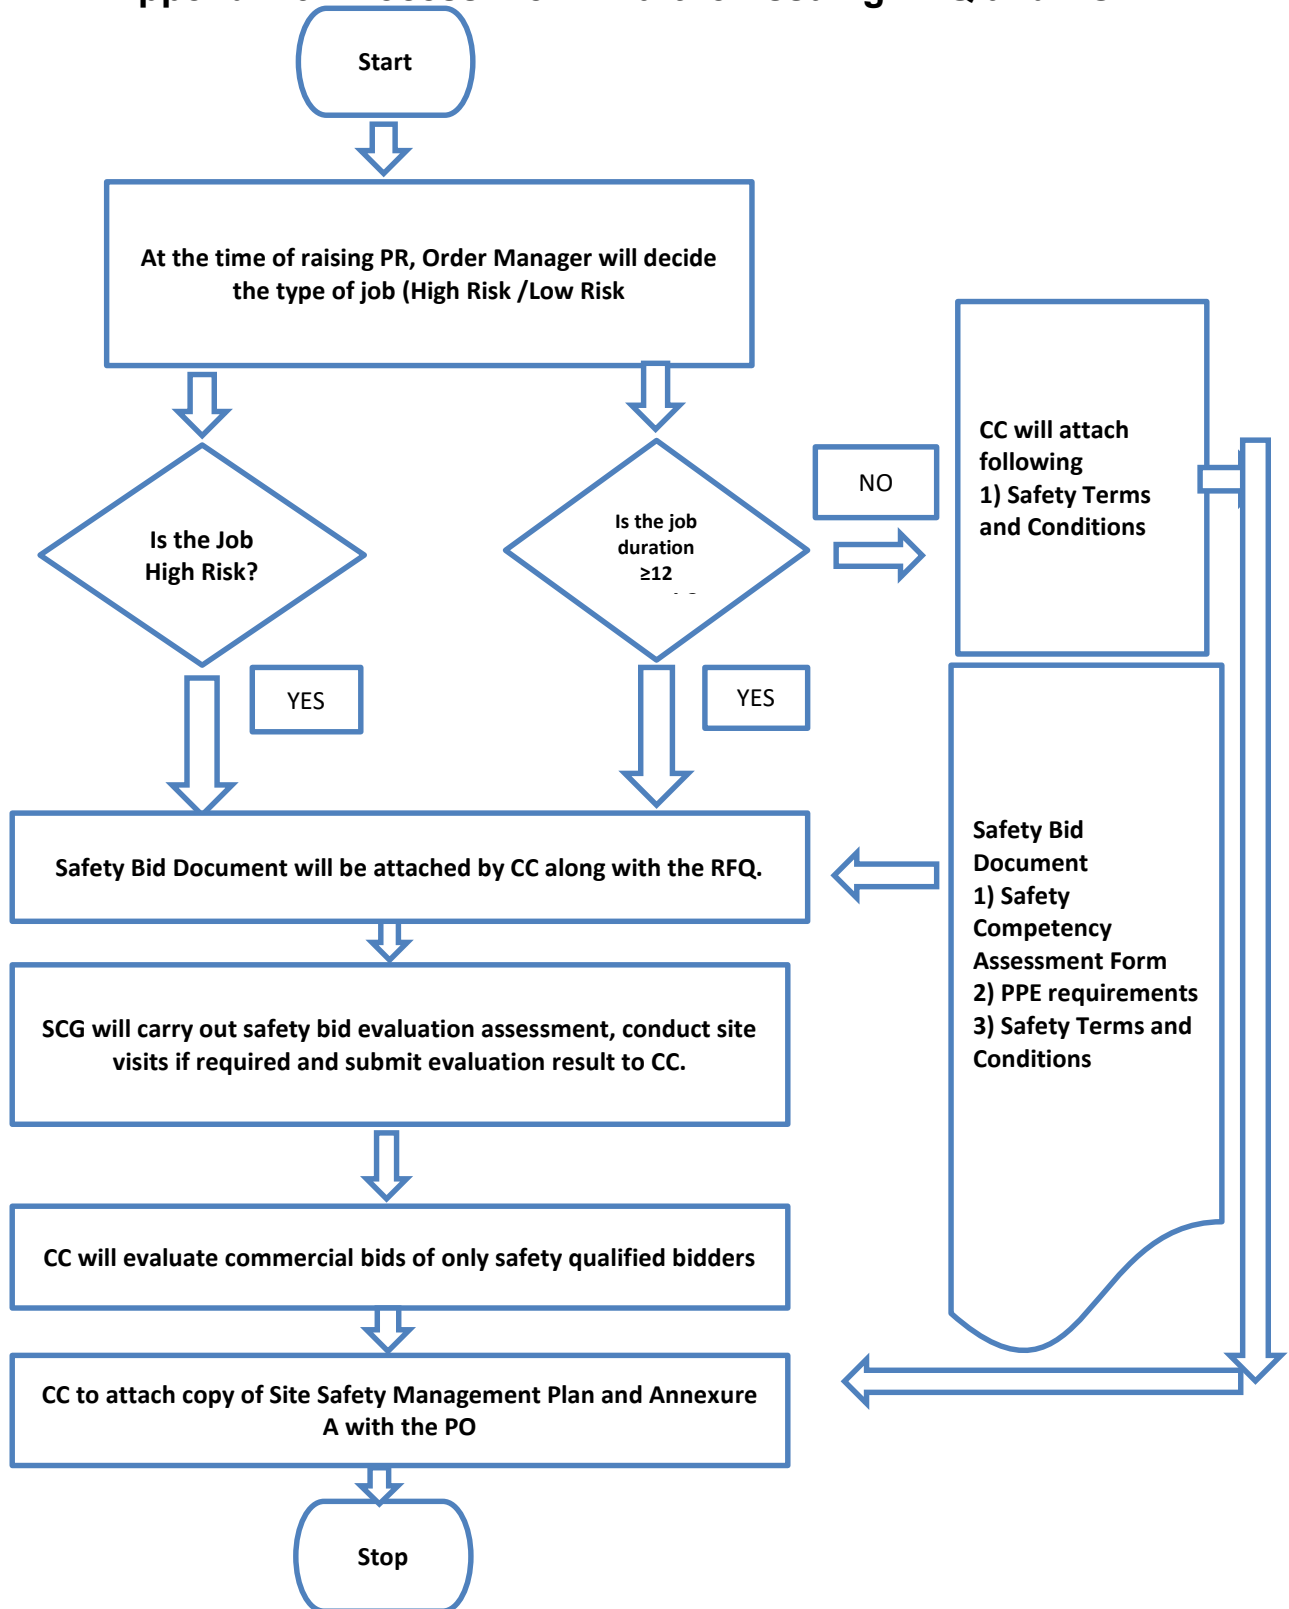 Start
At the time of raising PR, Order Manager will decide
the type of job (High Risk /Low Risk
Is the Job
High Risk?
Is the job
duration
≥12
NO
CC will attach
following
1) Safety Terms
and Conditions
YES
YES
Safety Bid Document will be attached by CC along with the RFQ.
Safety Bid
Document
1) Safety
Competency
Assessment Form
2) PPE requirements
3) Safety Terms and
Conditions
SCG will carry out safety bid evaluation assessment, conduct site
visits if required and submit evaluation result to CC.
CC will evaluate commercial bids of only safety qualified bidders
CC to attach copy of Site Safety Management Plan and Annexure
A with the PO
Stop